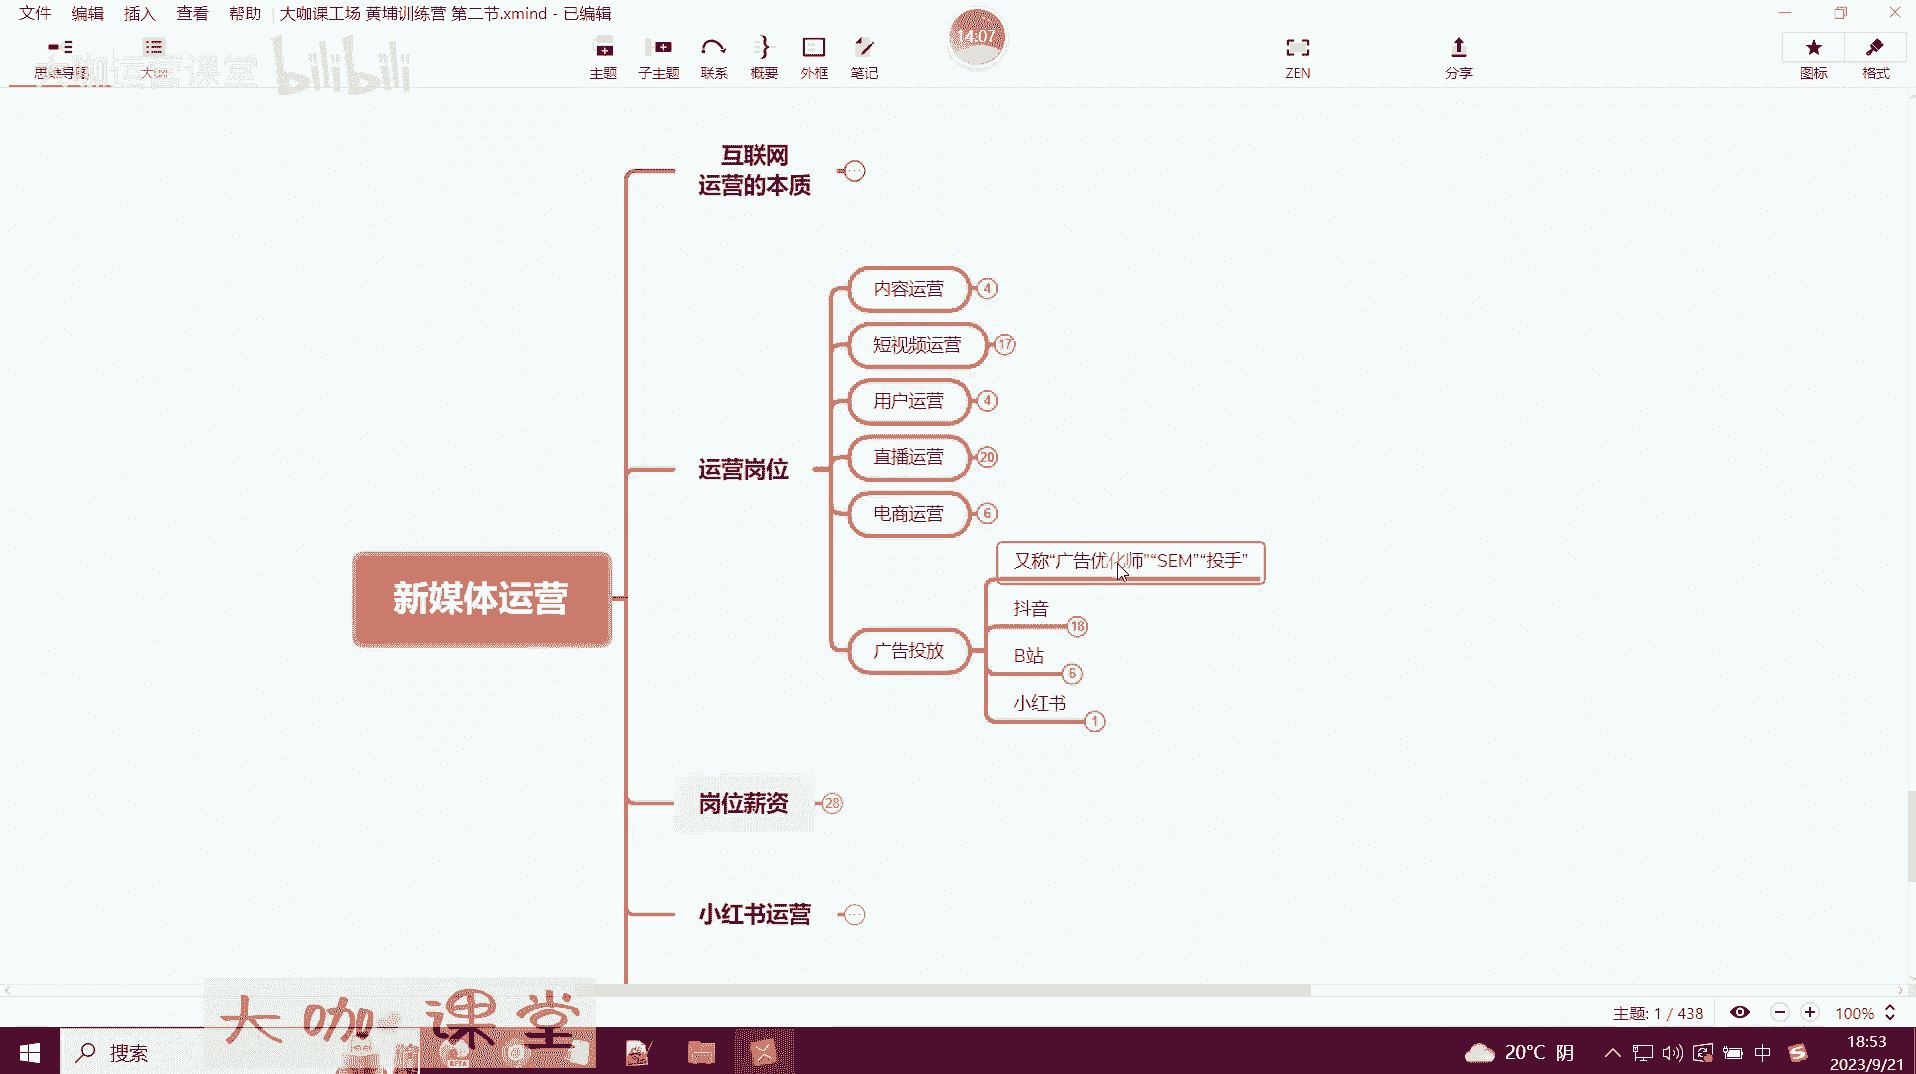 文件 编辑 插入 查看 帮助 大咖课工场 黄埔训练营 第二节.xmind - 已编辑
14:07
思维导图 大纲 主题 子主题 联系 概要 外框 笔记 ZEN 分享 图标 格式
大咖运营课堂 bilibili
互联网
运营的本质
内容运营 4
短视频运营 17
用户运营 4
运营岗位
直播运营 20
电商运营 6
又称“广告优化师”“SEM”“投手”
新媒体运营
抖音 18
广告投放
B站 6
小红书 1
岗位薪资 28
小红书运营
大咖课堂
主题: 1 / 438 100%
搜索
20°C 阴 中
18:53
2023/9/21